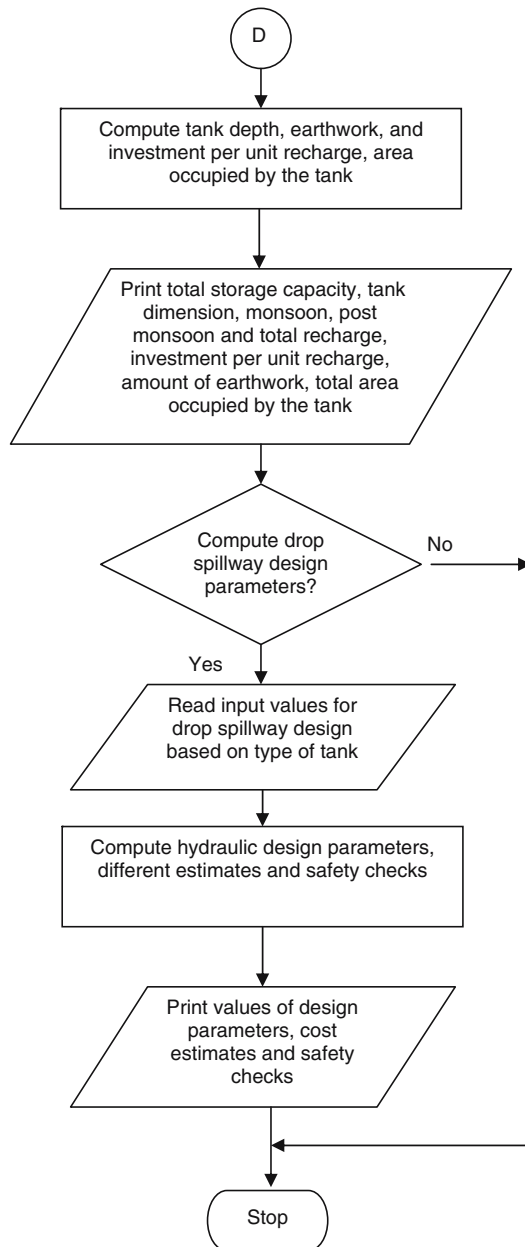 D
Compute tank depth, earthwork, and
investment per unit recharge, area
occupied by the tank
Print total storage capacity, tank
dimension, monsoon, post
monsoon and total recharge,
investment per unit recharge,
amount of earthwork, total area
occupied by the tank
Compute drop
spillway design
parameters?
No
Yes
Read input values for
drop spillway design
based on type of tank
Compute hydraulic design parameters,
different estimates and safety checks
Print values of design
parameters, cost
estimates and safety
checks
Stop